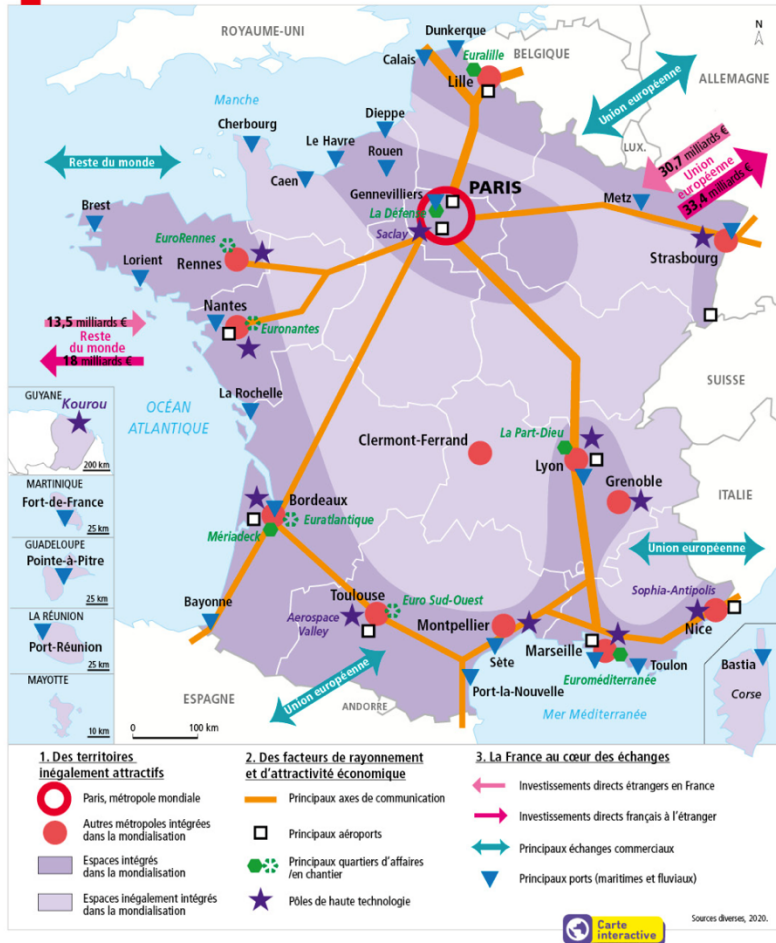 ROYAUME-UNI
Dunkerque
N
Calais
Euralille
BELGIQUE
Lille
ALLEMAGNE
Union européenne
Manche
Dieppe
Cherbourg
Le Havre
Rouen
LUX.
30,7 milliards €
Union
européenne
33,4 milliards €
Reste du monde
Caen
Gennevilliers
PARIS
La Défense
Metz
Brest
Saclay
EuroRennes
Strasbourg
Lorient
Rennes
Nantes
Euronantes
13,5 milliards €
Reste
du monde
18 milliards €
SUISSE
GUYANE
Kourou
200 km
OCÉAN
ATLANTIQUE
La Rochelle
Clermont-Ferrand
La Part-Dieu
Lyon
Grenoble
ITALIE
MARTINIQUE
Fort-de-France
25 km
Bordeaux
Euratlantique
Mériadeck
GUADELOUPE
Pointe-à-Pitre
25 km
Union européenne
Toulouse
Euro Sud-Ouest
Sophia-Antipolis
Bayonne
Aerospace
Valley
Montpellier
Nice
LA RÉUNION
Port-Réunion
25 km
Marseille
Sète
Toulon
Bastia
Euroméditerranée
Corse
Port-la-Nouvelle
MAYOTTE
10 km
ESPAGNE
Union européenne
ANDORRE
Mer Méditerranée
0 100 km
1. Des territoires
inégalement attractifs
Paris, métropole mondiale
Autres métropoles intégrées
dans la mondialisation
Espaces intégrés
dans la mondialisation
Espaces inégalement intégrés
dans la mondialisation
2. Des facteurs de rayonnement
et d'attractivité économique
Principaux axes de communication
Principaux aéroports
Principaux quartiers d'affaires
/en chantier
Pôles de haute technologie
3. La France au cœur des échanges
Investissements directs étrangers en France
Investissements directs français à l'étranger
Principaux échanges commerciaux
Principaux ports (maritimes et fluviaux)
Carte
interactive
Sources diverses, 2020.